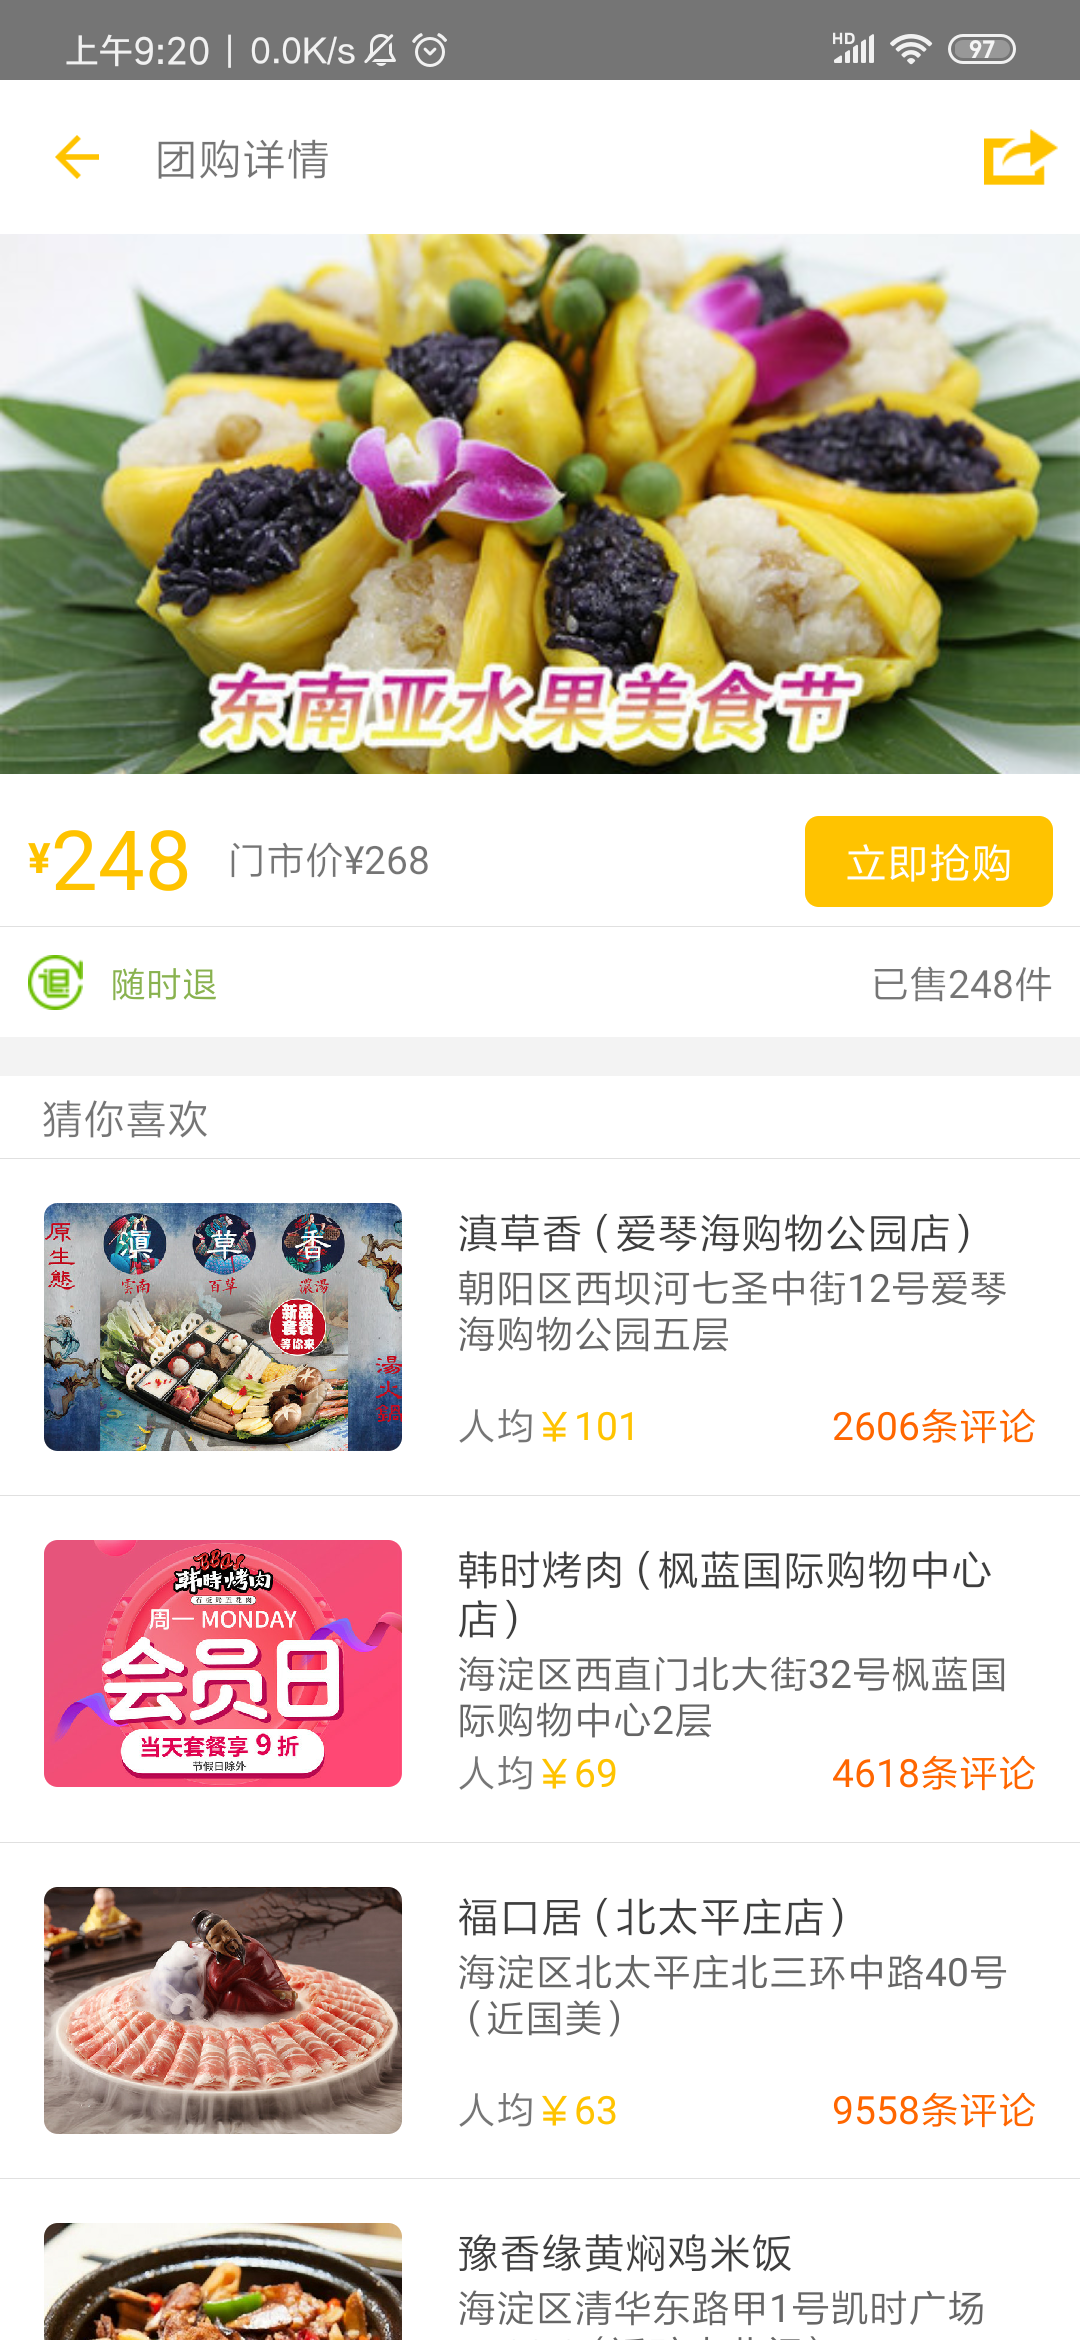 上午9:20 | 0.0K/s
HD
97
团购详情
东南亚水果美食节
¥248 门市价¥268
立即抢购
退 随时退
已售248件
猜你喜欢
原生態
滇 草 香
雲南 百草 濃湯
新品
套餐
等你来
湯火鍋
滇草香（爱琴海购物公园店）
朝阳区西坝河七圣中街12号爱琴
海购物公园五层
人均￥101
2606条评论
BBQ!
韩時烤肉
周一 MONDAY
会员日
当天套餐享 9 折
节假日除外
韩时烤肉（枫蓝国际购物中心
店）
海淀区西直门北大街32号枫蓝国
际购物中心2层
人均￥69
4618条评论
福口居（北太平庄店）
海淀区北太平庄北三环中路40号
（近国美）
人均￥63
9558条评论
豫香缘黄焖鸡米饭
海淀区清华东路甲1号凯时广场